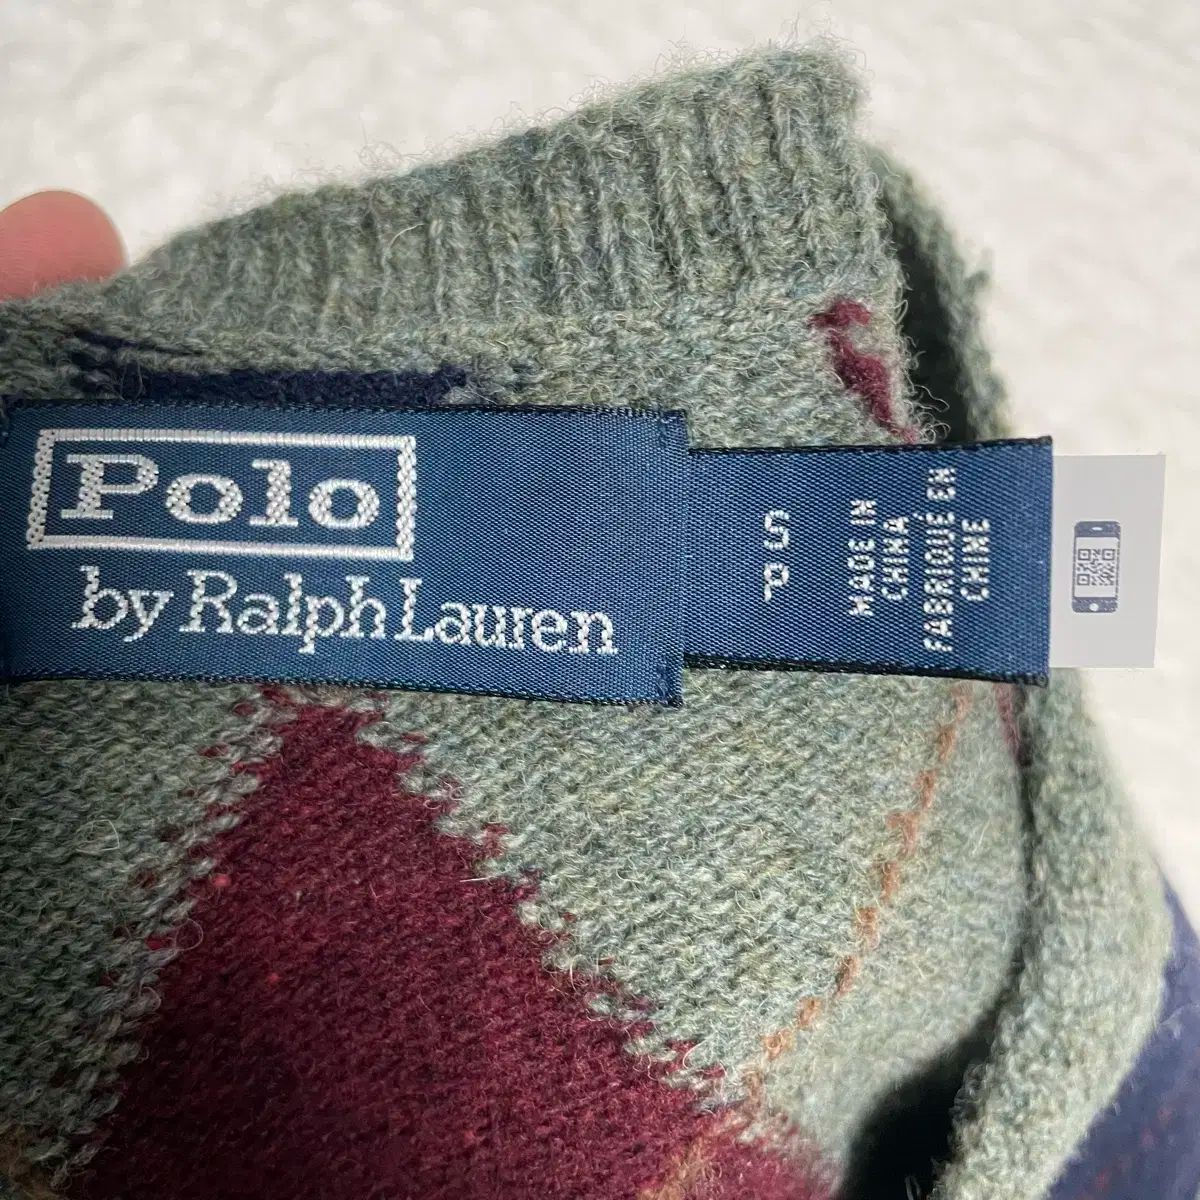 Polo
by Ralph Lauren
S
P
MADE IN
CHINA
FABRIQUÉ EN
CHINE